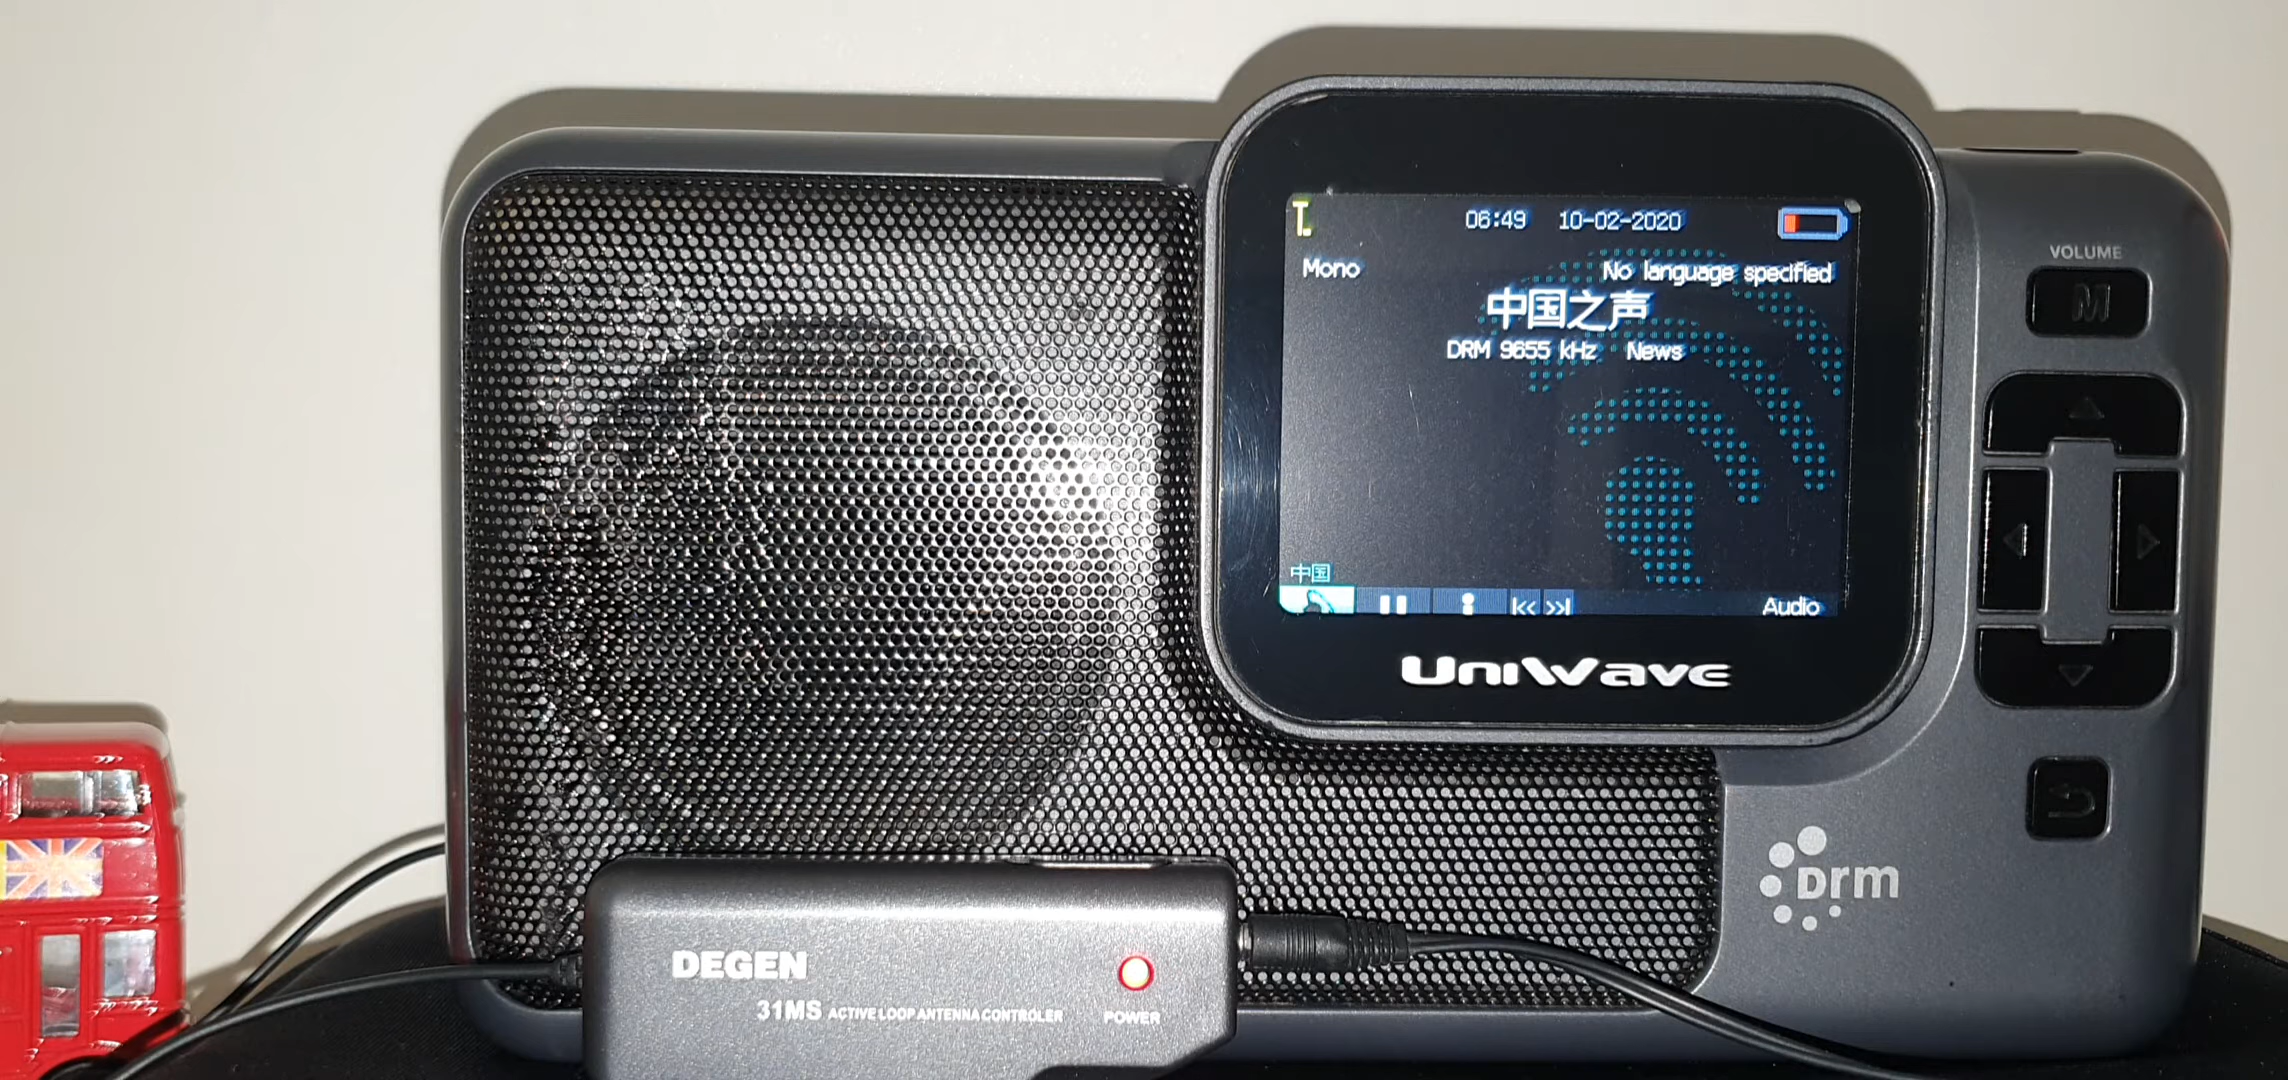 06:49 10-02-2020
Mono
No language specified
中国之声
DRM 9655 kHz News
中国
Audio
UniWave
VOLUME
M
Drm
DEGEN
31MS ACTIVE LOOP ANTENNA CONTROLER
POWER